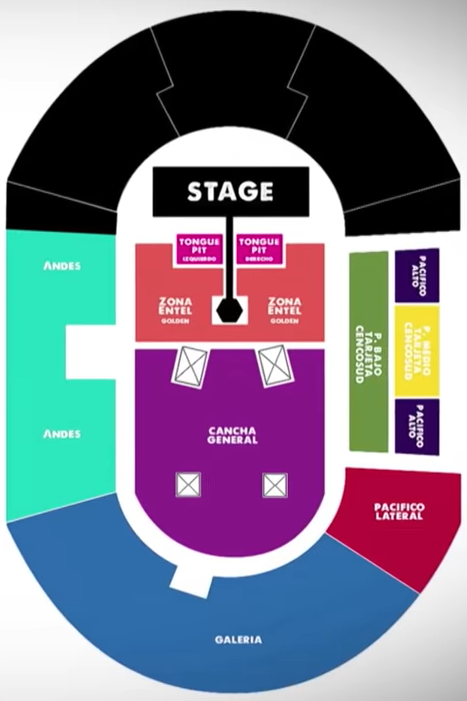 STAGE
TONGUE
PIT
IZQUIERDO
TONGUE
PIT
DERECHO
ANDES
ZONA
ENTEL
GOLDEN
ZONA
ENTEL
GOLDEN
PACIFICO
ALTO
P. BAJO
TARJETA
CENCOSUD
P. MEDIO
TARJETA
CENCOSUD
PACIFICO
ALTO
ANDES
CANCHA
GENERAL
PACIFICO
LATERAL
GALERIA